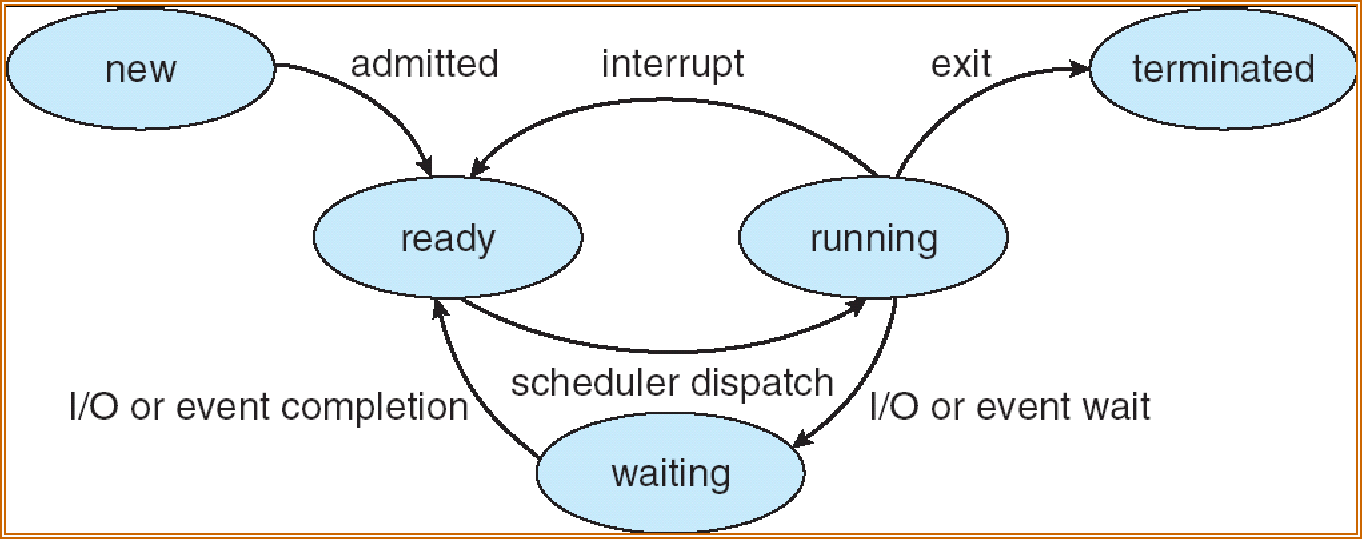 new
admitted
interrupt
exit
terminated
ready
running
scheduler dispatch
I/O or event completion
I/O or event wait
waiting